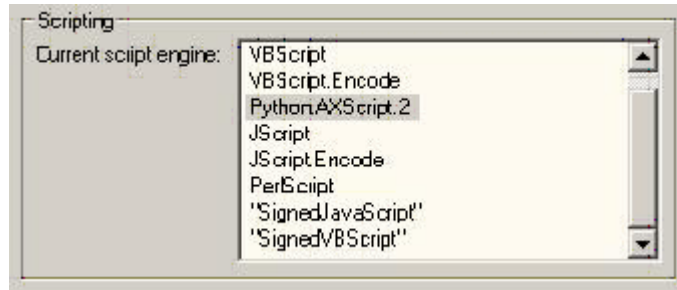 Scripting
Current script engine:
VBScript
VBScript.Encode
Python.AXScript.2
JScript
JScript.Encode
PerlScript
"SignedJavaScript"
"SignedVBScript"